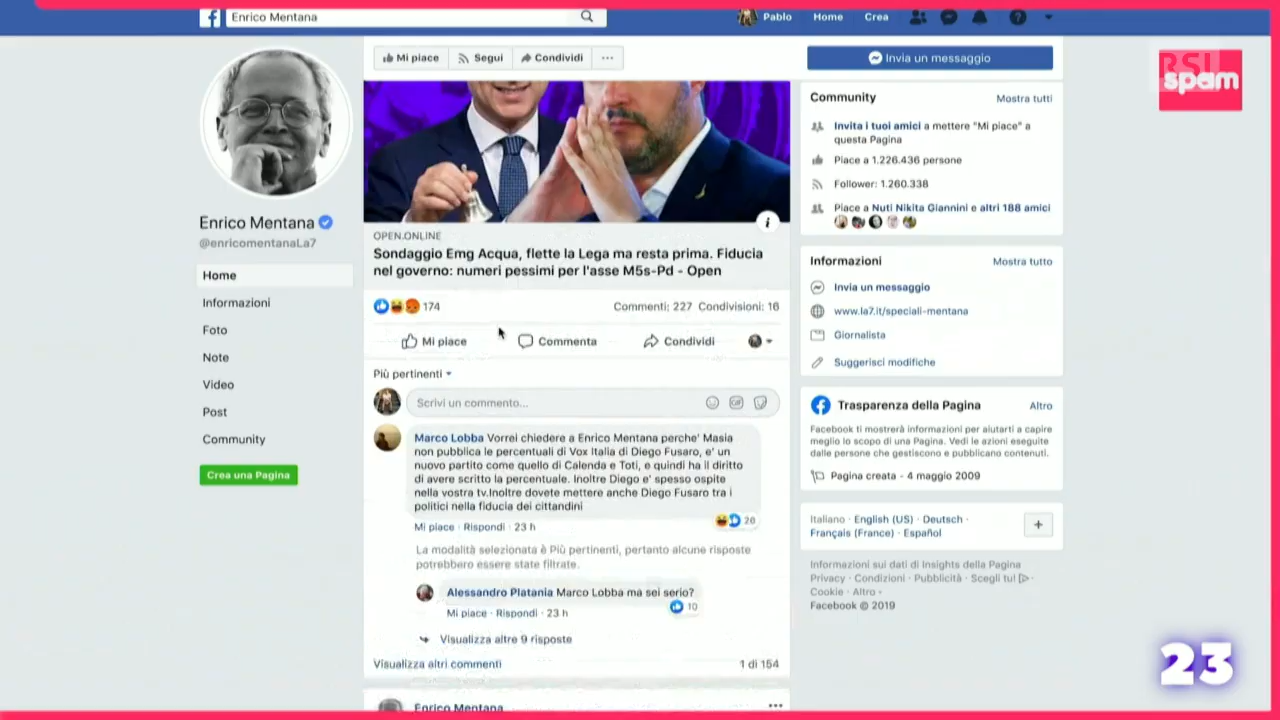 Enrico Mentana
Pablo
Home
Crea
Mi piace
Segui
Condividi
Invia un messaggio
RSI
spam
Enrico Mentana
@enricomentanaLa7
Home
Informazioni
Foto
Note
Video
Post
Community
Crea una Pagina
OPEN.ONLINE
Sondaggio Emg Acqua, flette la Lega ma resta prima. Fiducia
nel governo: numeri pessimi per l'asse M5s-Pd - Open
174
Commenti: 227 Condivisioni: 16
Mi piace
Commenta
Condividi
Più pertinenti
Scrivi un commento...
GIF
Marco Lobba Vorrei chiedere a Enrico Mentana perche' Masia
non pubblica le percentuali di Vox Italia di Diego Fusaro, e' un
nuovo partito come quello di Calenda e Toti, e quindi ha il diritto
di avere scritto la percentuale. Inoltre Diego e' spesso ospite
nella vostra tv.Inoltre dovete mettere anche Diego Fusaro tra i
politici nella fiducia dei cittandini
26
Mi piace · Rispondi · 23 h
La modalità selezionata è Più pertinenti, pertanto alcune risposte
potrebbero essere state filtrate.
Alessandro Platania Marco Lobba ma sei serio?
10
Mi piace · Rispondi · 23 h
Visualizza altre 9 risposte
Visualizza altri commenti
1 di 154
Enrico Mentana
Community
Mostra tutti
Invita i tuoi amici a mettere "Mi piace" a
questa Pagina
Piace a 1.226.436 persone
Follower: 1.260.338
Piace a Nuti Nikita Giannini e altri 188 amici
Informazioni
Mostra tutto
Invia un messaggio
www.la7.it/speciali-mentana
Giornalista
Suggerisci modifiche
Trasparenza della Pagina
Altro
Facebook ti mostrerà informazioni per aiutarti a capire
meglio lo scopo di una Pagina. Vedi le azioni eseguite
dalle persone che gestiscono e pubblicano contenuti.
Pagina creata - 4 maggio 2009
Italiano · English (US) · Deutsch ·
Français (France) · Español
Informazioni sui dati di Insights della Pagina
Privacy · Condizioni · Pubblicità · Scegli tu! ·
Cookie · Altro
Facebook © 2019
23